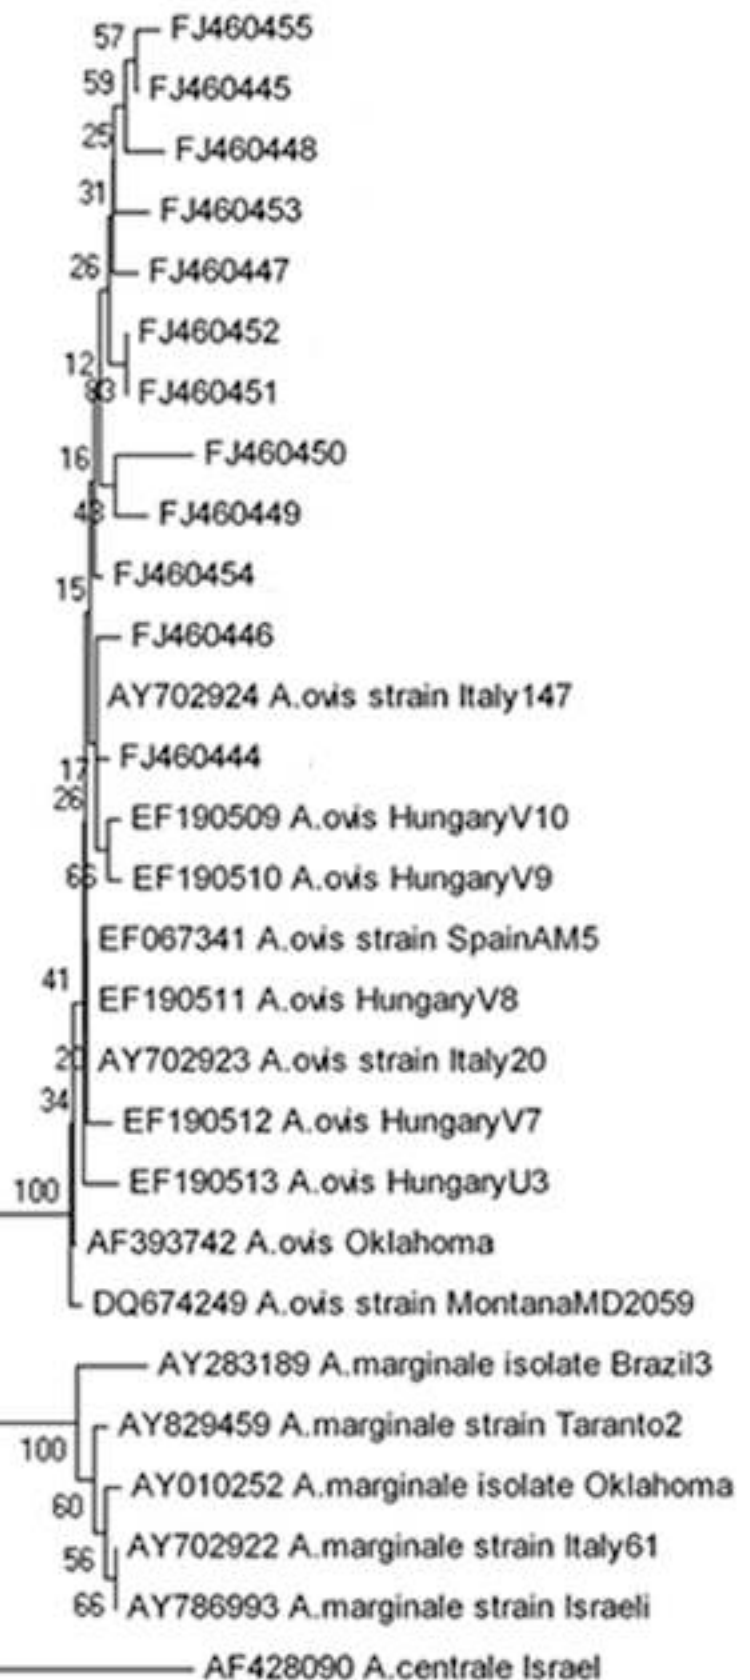 57 FJ460455
59 FJ460445
25 FJ460448
31 FJ460453
26 FJ460447
FJ460452
12
83 FJ460451
16 FJ460450
43 FJ460449
FJ460454
15
FJ460446
AY702924 A.ovis strain Italy147
17 FJ460444
26
EF190509 A.ovis HungaryV10
66 EF190510 A.ovis HungaryV9
EF067341 A.ovis strain SpainAM5
41 EF190511 A.ovis HungaryV8
20 AY702923 A.ovis strain Italy20
34
EF190512 A.ovis HungaryV7
100 EF190513 A.ovis HungaryU3
AF393742 A.ovis Oklahoma
DQ674249 A.ovis strain MontanaMD2059
AY283189 A.marginale isolate Brazil3
AY829459 A.marginale strain Taranto2
100
AY010252 A.marginale isolate Oklahoma
60
AY702922 A.marginale strain Italy61
56
66 AY786993 A.marginale strain Israeli
AF428090 A.centrale Israel